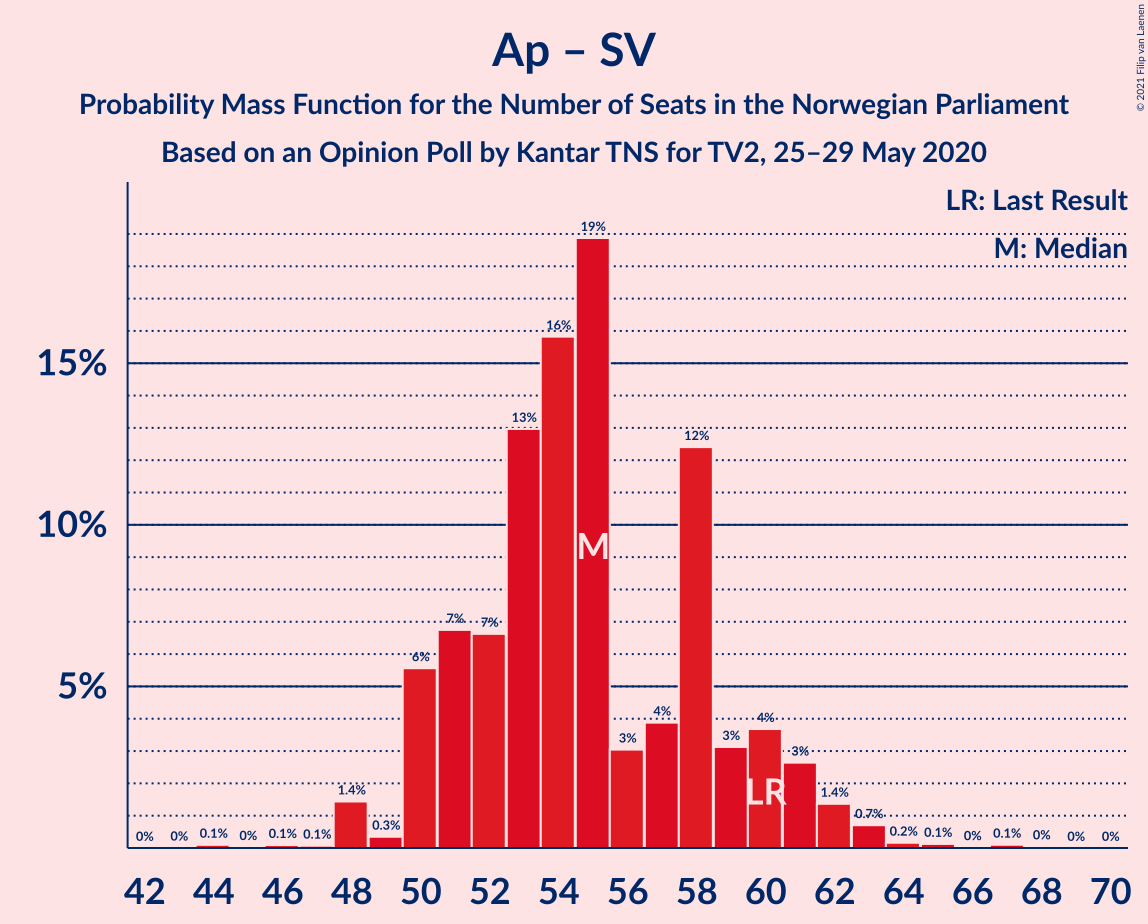 Ap – SV
Probability Mass Function for the Number of Seats in the Norwegian Parliament
Based on an Opinion Poll by Kantar TNS for TV2, 25–29 May 2020
© 2021 Filip van Laenen
LR: Last Result
M: Median
15%
10%
5%
0% 0% 0.1% 0% 0.1% 0.1% 1.4% 0.3% 6% 7% 7% 13% 16% 19% 3% 4% 12% 3% 4% 3% 1.4% 0.7% 0.2% 0.1% 0% 0.1% 0% 0% 0%
M
LR
42 44 46 48 50 52 54 56 58 60 62 64 66 68 70